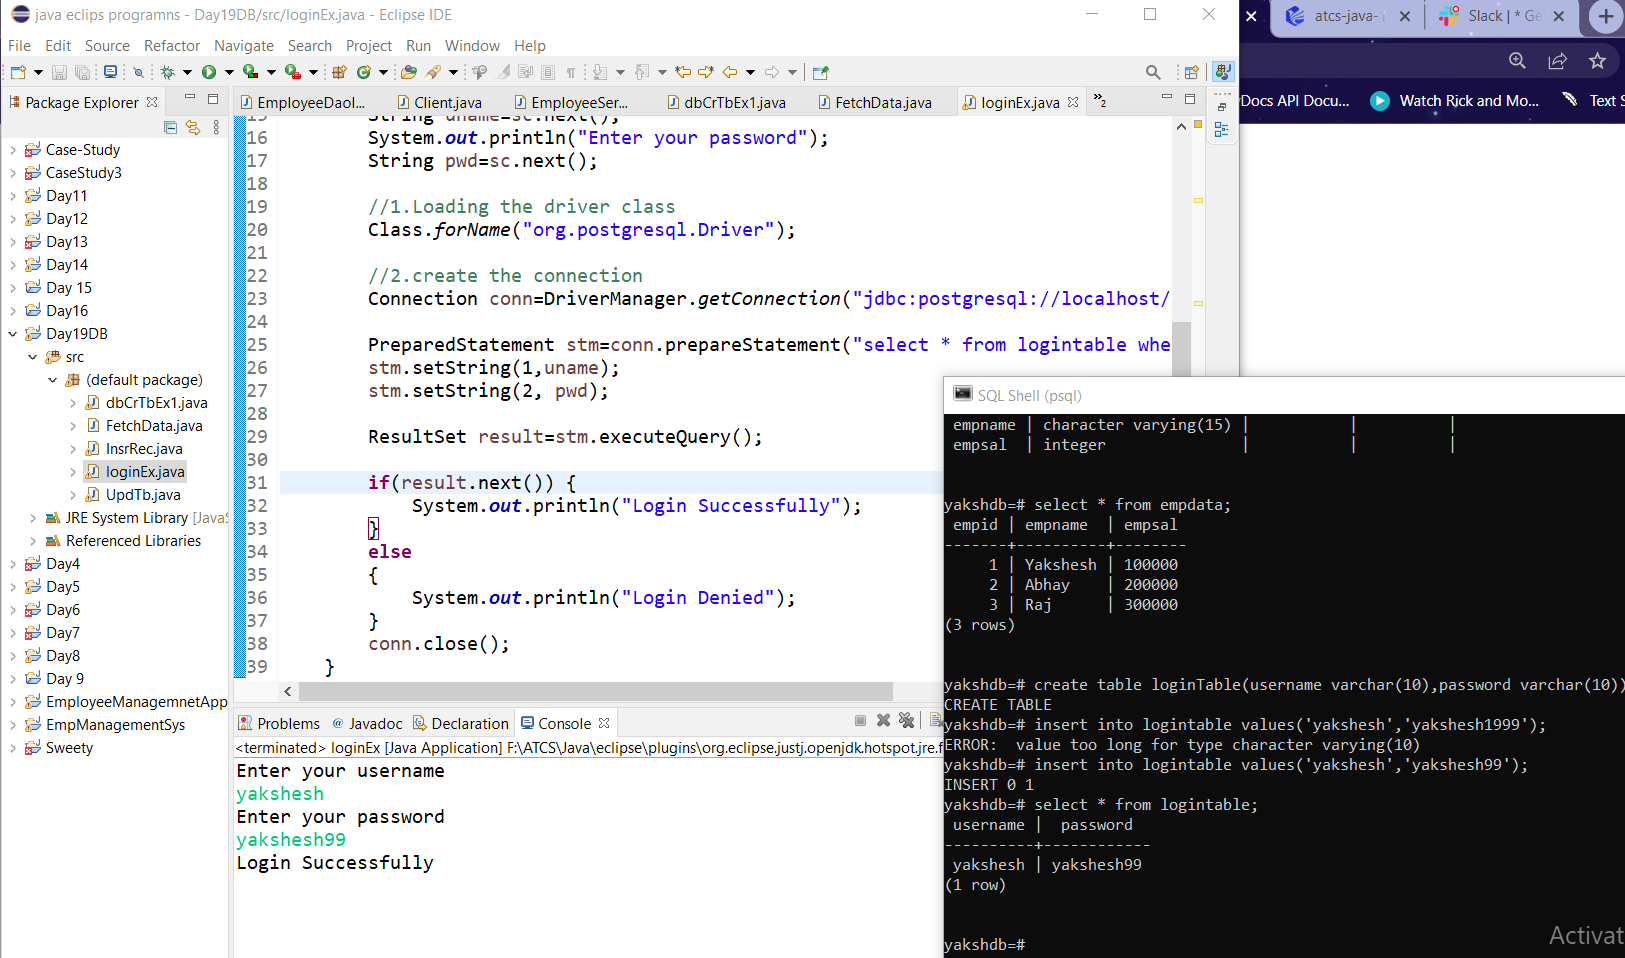 java eclips programns - Day19DB/src/loginEx.java - Eclipse IDE
File Edit Source Refactor Navigate Search Project Run Window Help
Package Explorer
Case-Study
CaseStudy3
Day11
Day12
Day13
Day14
Day 15
Day16
Day19DB
src
(default package)
dbCrTbEx1.java
FetchData.java
InsrRec.java
loginEx.java
UpdTb.java
JRE System Library [JavaS
Referenced Libraries
Day4
Day5
Day6
Day7
Day8
Day 9
EmployeeManagemnetApp
EmpManagementSys
Sweety
EmployeeDaoI... Client.java EmployeeSer... dbCrTbEx1.java FetchData.java loginEx.java »2
15 String uname=sc.next();
16 System.out.println("Enter your password");
17 String pwd=sc.next();
18
19 //1.Loading the driver class
20 Class.forName("org.postgresql.Driver");
21
22 //2.create the connection
23 Connection conn=DriverManager.getConnection("jdbc:postgresql://localhost/
24
25 PreparedStatement stm=conn.prepareStatement("select * from logintable whe
26 stm.setString(1,uname);
27 stm.setString(2, pwd);
28
29 ResultSet result=stm.executeQuery();
30
31 if(result.next()) {
32 System.out.println("Login Successfully");
33 }
34 else
35 {
36 System.out.println("Login Denied");
37 }
38 conn.close();
39 }
Problems @ Javadoc Declaration Console
<terminated> loginEx [Java Application] F:\ATCS\Java\eclipse\plugins\org.eclipse.justj.openjdk.hotspot.jre.f
Enter your username
yakshesh
Enter your password
yakshesh99
Login Successfully
atcs-java- Slack | * Ge
Docs API Docu... Watch Rick and Mo... Text S
SQL Shell (psql)
empname | character varying(15) | | |
empsal | integer | | |
yakshdb=# select * from empdata;
empid | empname | empsal
-------+----------+--------
1 | Yakshesh | 100000
2 | Abhay | 200000
3 | Raj | 300000
(3 rows)
yakshdb=# create table loginTable(username varchar(10),password varchar(10))
CREATE TABLE
yakshdb=# insert into logintable values('yakshesh','yakshesh1999');
ERROR: value too long for type character varying(10)
yakshdb=# insert into logintable values('yakshesh','yakshesh99');
INSERT 0 1
yakshdb=# select * from logintable;
username | password
----------+------------
yakshesh | yakshesh99
(1 row)
yakshdb=#
Activat